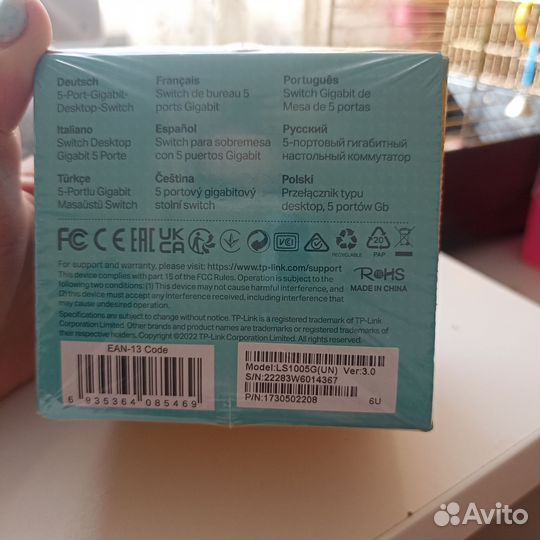 Deutsch
5-Port-Gigabit-
Desktop-Switch
Français
Switch de bureau 5
ports Gigabit
Português
Switch Gigabit de
Mesa de 5 portas
Italiano
Switch Desktop
Gigabit 5 Porte
Español
Switch para sobremesa
con 5 puertos Gigabit
Русский
5-портовый гигабитный
настольный коммутатор
Türkçe
5-Portlu Gigabit
Masaüstü Switch
Čeština
5 portový gigabitový
stolní switch
Polski
Przełącznik typu
desktop, 5 portów Gb
FC CE EAC UK CA VCI RECYCLABLE 20 PAP
RoHS
MADE IN CHINA
For support and warranty, please visit: https://www.tp-link.com/support
This device complies with part 15 of the FCC Rules. Operation is subject to the
following two conditions: (1) This device may not cause harmful interference, and
(2) this device must accept any interference received, including interference that
may cause undesired operation.
Specifications are subject to change without notice. TP-Link is a registered trademark of TP-Link
Corporation Limited. Other brands and product names are trademarks or registered trademarks of
their respective holders. Copyright ©2022 TP-Link Corporation Limited. All rights reserved.
EAN-13 Code
6 935364 085469
Model:LS1005G(UN) Ver:3.0
S/N:22283W6014367
P/N:1730502208 6U
Avito